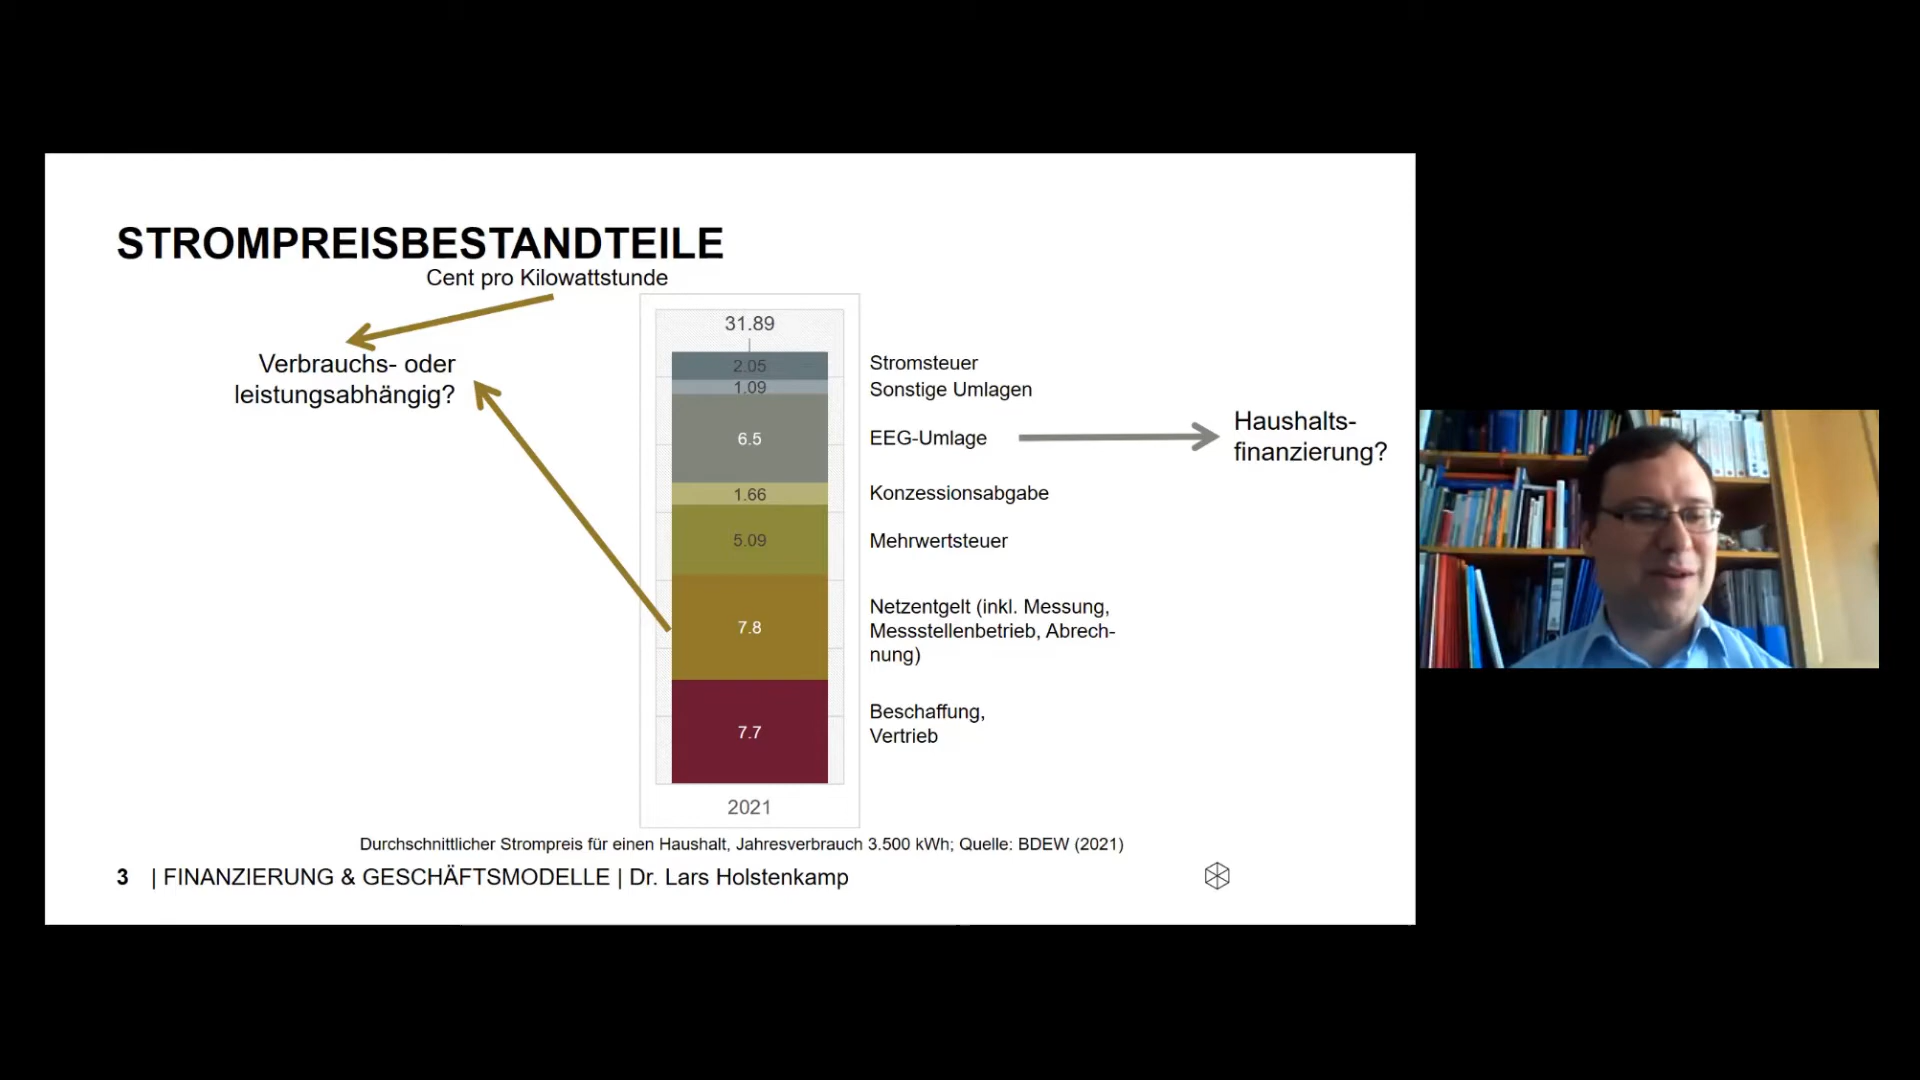 STROMPREISBESTANDTEILE
Cent pro Kilowattstunde
Verbrauchs- oder
leistungsabhängig?
31.89
2.05
Stromsteuer
1.09
Sonstige Umlagen
6.5
EEG-Umlage
Haushalts-
finanzierung?
1.66
Konzessionsabgabe
5.09
Mehrwertsteuer
7.8
Netzentgelt (inkl. Messung,
Messstellenbetrieb, Abrech-
nung)
7.7
Beschaffung,
Vertrieb
2021
Durchschnittlicher Strompreis für einen Haushalt, Jahresverbrauch 3.500 kWh; Quelle: BDEW (2021)
3 | FINANZIERUNG & GESCHÄFTSMODELLE | Dr. Lars Holstenkamp